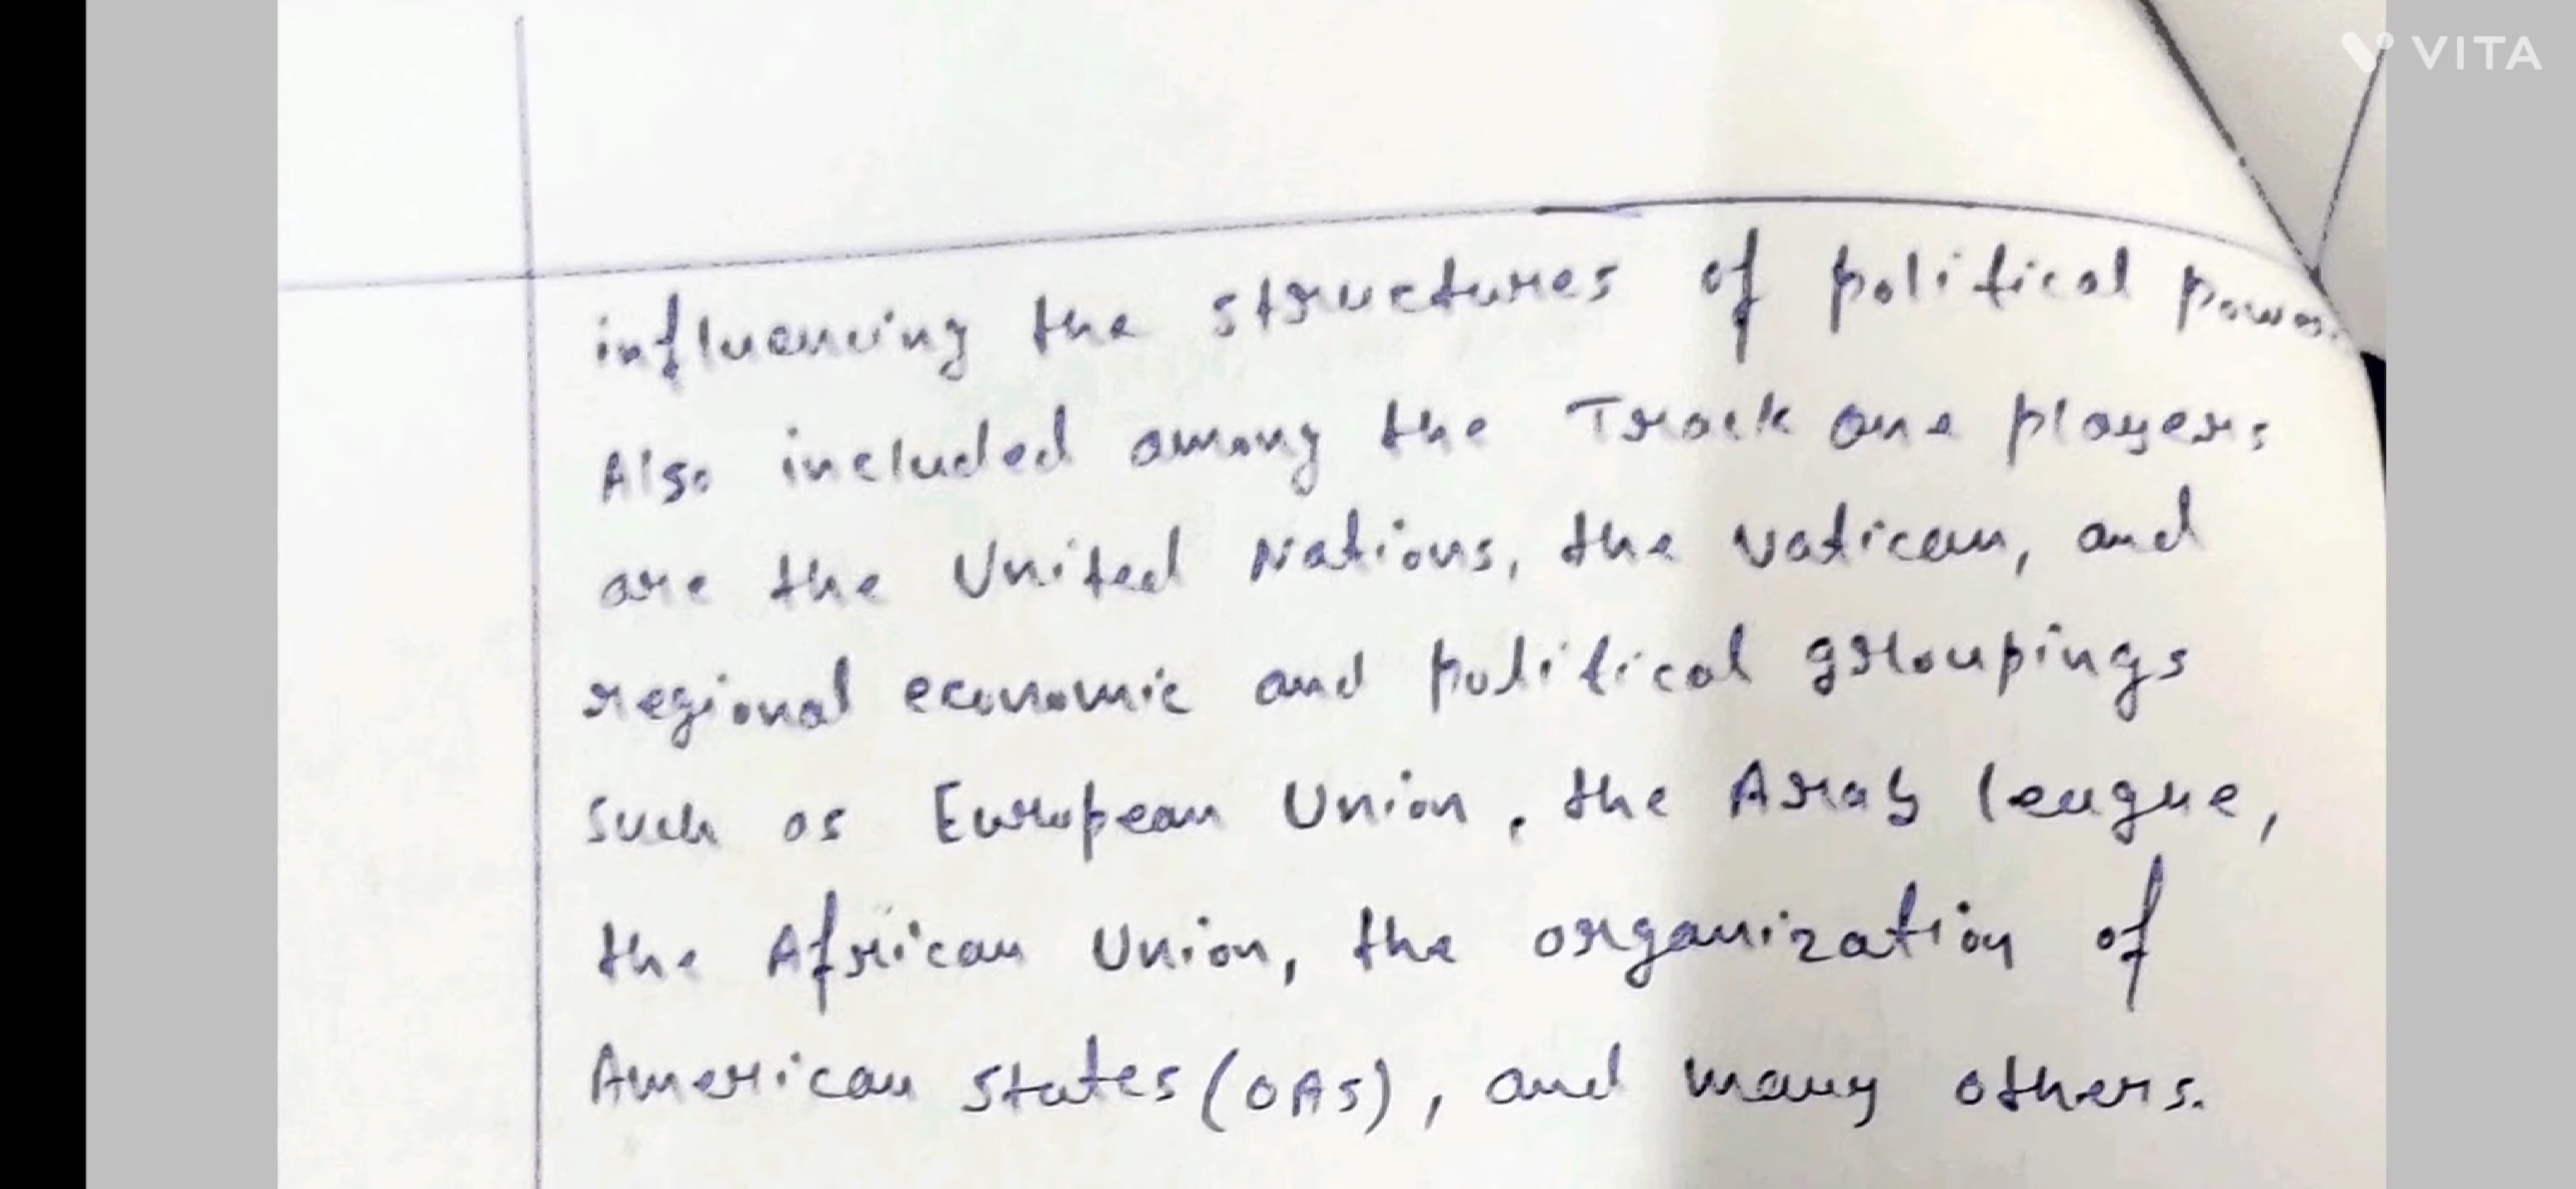 VITA
influencing the structures of political power.
Also included among the Track one players
are the United Nations, the Vatican, and
regional economic and political groupings
such as European Union, the Arab league,
the African Union, the organization of
American States (OAS), and many others.